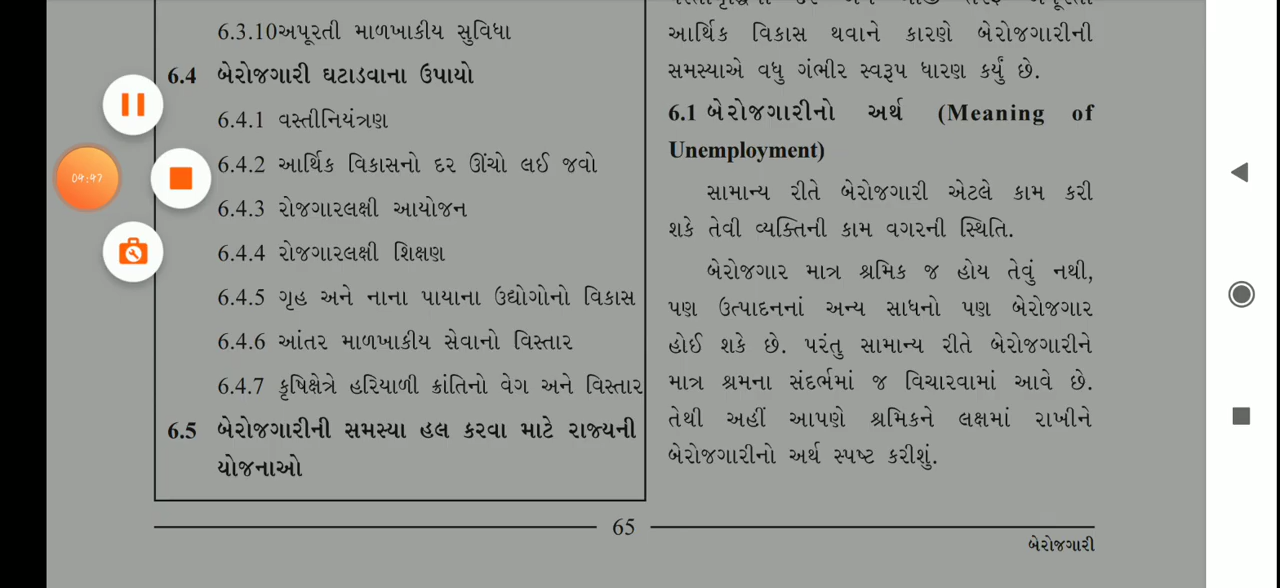 6.3.10અપૂરતી માળખાકીય સુવિધા
6.4 બેરોજગારી ઘટાડવાના ઉપાયો
6.4.1 વસ્તીનિયંત્રણ
6.4.2 આર્થિક વિકાસનો દર ઊંચો લઈ જવો
6.4.3 રોજગારલક્ષી આયોજન
6.4.4 રોજગારલક્ષી શિક્ષણ
6.4.5 ગૃહ અને નાના પાયાના ઉદ્યોગોનો વિકાસ
6.4.6 આંતર માળખાકીય સેવાનો વિસ્તાર
6.4.7 કૃષિક્ષેત્રે હરિયાળી ક્રાંતિનો વેગ અને વિસ્તાર
6.5 બેરોજગારીની સમસ્યા હલ કરવા માટે રાજ્યની
યોજનાઓ
આર્થિક વિકાસ થવાને કારણે બેરોજગારીની
સમસ્યાએ વધુ ગંભીર સ્વરૂપ ધારણ કર્યું છે.
6.1 બેરોજગારીનો અર્થ (Meaning of
Unemployment)
સામાન્ય રીતે બેરોજગારી એટલે કામ કરી
શકે તેવી વ્યક્તિની કામ વગરની સ્થિતિ.
બેરોજગાર માત્ર શ્રમિક જ હોય તેવું નથી,
પણ ઉત્પાદનનાં અન્ય સાધનો પણ બેરોજગાર
હોઈ શકે છે. પરંતુ સામાન્ય રીતે બેરોજગારીને
માત્ર શ્રમના સંદર્ભમાં જ વિચારવામાં આવે છે.
તેથી અહીં આપણે શ્રમિકને લક્ષમાં રાખીને
બેરોજગારીનો અર્થ સ્પષ્ટ કરીશું.
65
બેરોજગારી
04:47